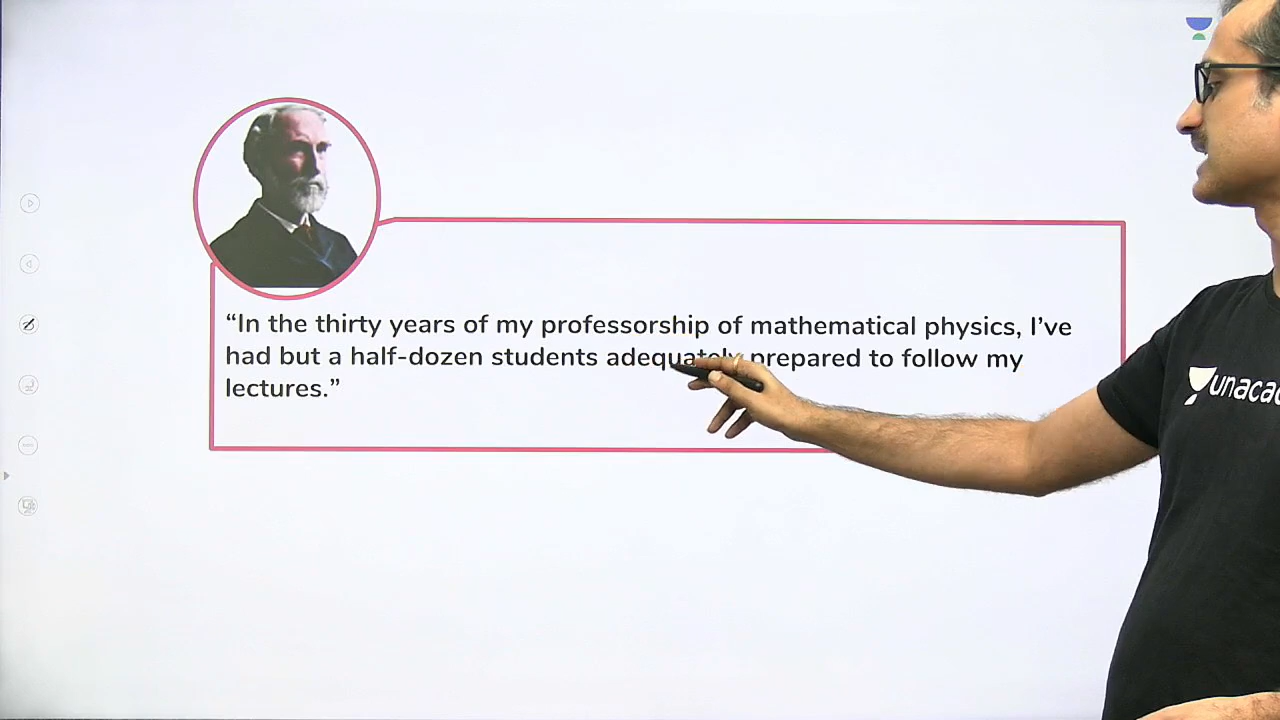 “In the thirty years of my professorship of mathematical physics, I’ve
had but a half-dozen students adequately prepared to follow my
lectures.”
unacad